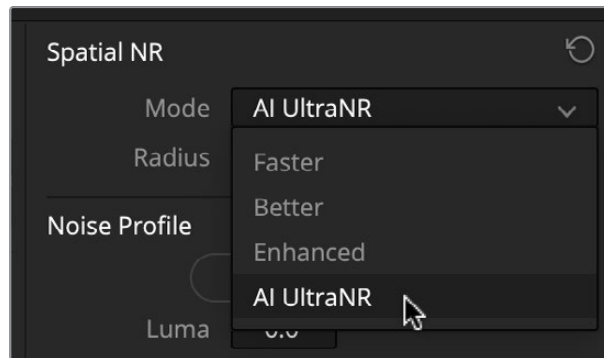 Spatial NR
Mode AI UltraNR
Radius Faster
Better
Noise Profile
Enhanced
AI UltraNR
Luma